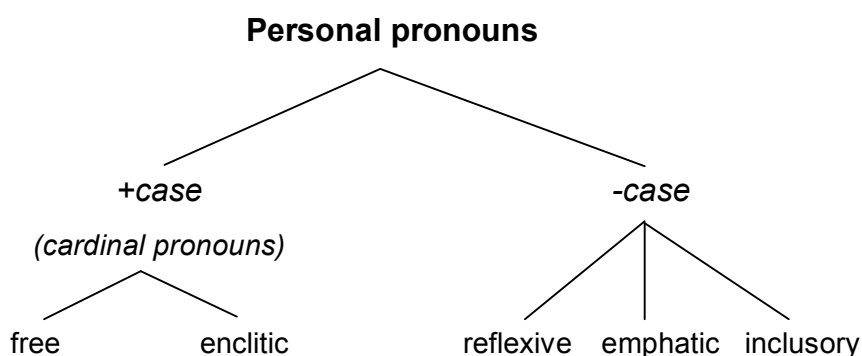 Personal pronouns
+case -case
(cardinal pronouns)
free enclitic reflexive emphatic inclusory